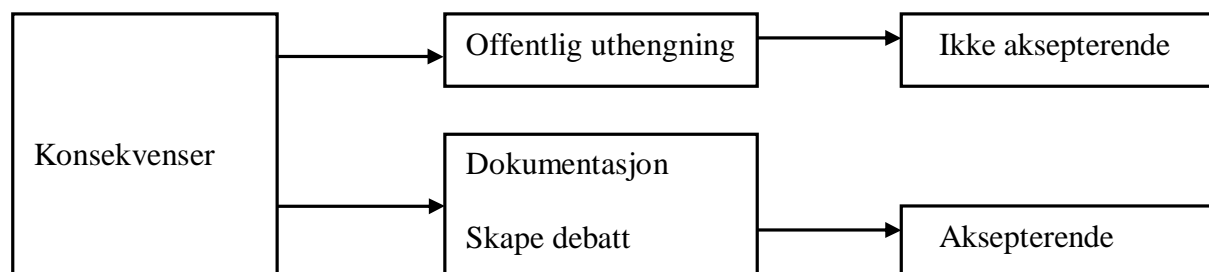 Konsekvenser
Offentlig uthengning
Ikke aksepterende
Dokumentasjon
Skape debatt
Aksepterende